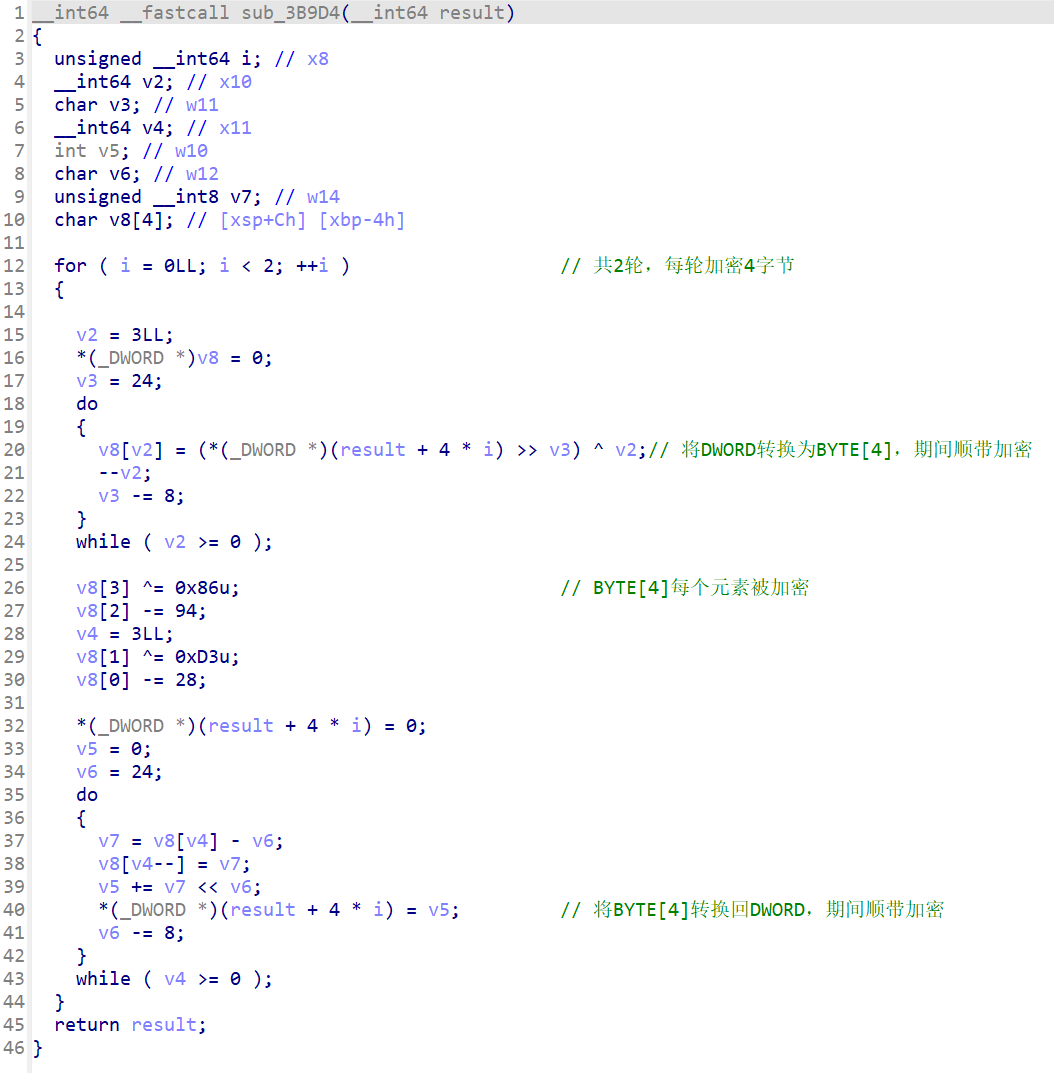 1 __int64 __fastcall sub_3B9D4(__int64 result)
2 {
3   unsigned __int64 i; // x8
4   __int64 v2; // x10
5   char v3; // w11
6   __int64 v4; // x11
7   int v5; // w10
8   char v6; // w12
9   unsigned __int8 v7; // w14
10   char v8[4]; // [xsp+Ch] [xbp-4h]
11
12   for ( i = 0LL; i < 2; ++i )                   // 共2轮，每轮加密4字节
13   {
14
15     v2 = 3LL;
16     *(_DWORD *)v8 = 0;
17     v3 = 24;
18     do
19     {
20       v8[v2] = (*(_DWORD *)(result + 4 * i) >> v3) ^ v2;// 将DWORD转换为BYTE[4]，期间顺带加密
21       --v2;
22       v3 -= 8;
23     }
24     while ( v2 >= 0 );
25
26     v8[3] ^= 0x86u;                             // BYTE[4]每个元素被加密
27     v8[2] -= 94;
28     v4 = 3LL;
29     v8[1] ^= 0xD3u;
30     v8[0] -= 28;
31
32     *(_DWORD *)(result + 4 * i) = 0;
33     v5 = 0;
34     v6 = 24;
35     do
36     {
37       v7 = v8[v4] - v6;
38       v8[v4--] = v7;
39       v5 += v7 << v6;
40       *(_DWORD *)(result + 4 * i) = v5;         // 将BYTE[4]转换回DWORD，期间顺带加密
41       v6 -= 8;
42     }
43     while ( v4 >= 0 );
44   }
45   return result;
46 }